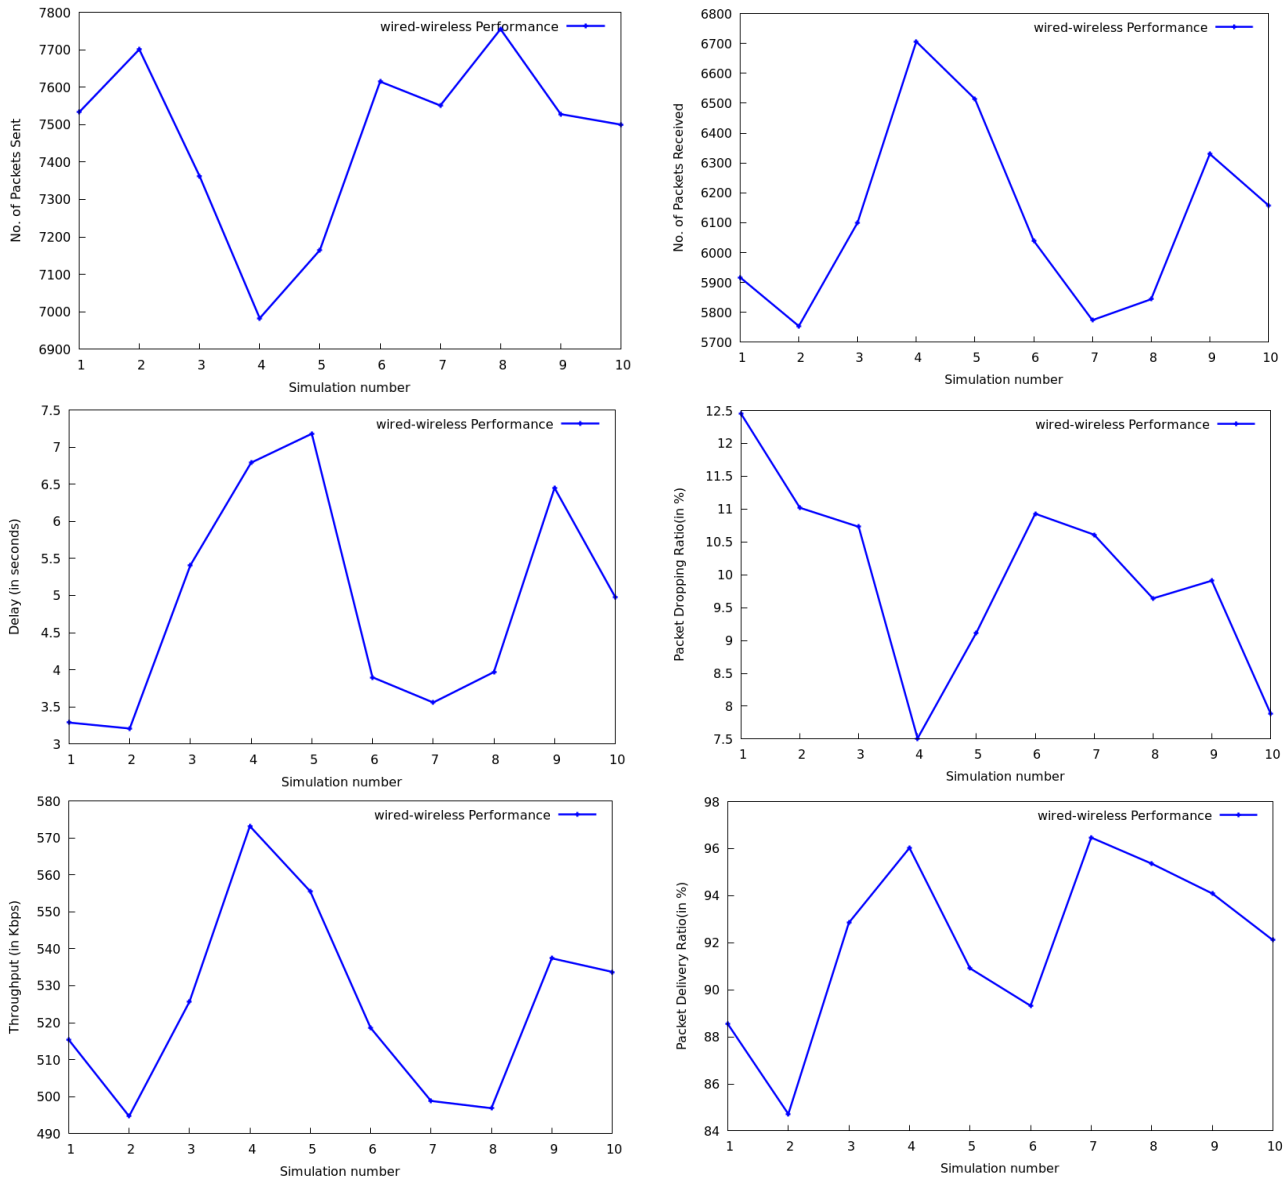 wired-wireless Performance
7800
7700
7600
7500
7400
7300
7200
7100
7000
6900
No. of Packets Sent
1 2 3 4 5 6 7 8 9 10
Simulation number
wired-wireless Performance
6800
6700
6600
6500
6400
6300
6200
6100
6000
5900
5800
5700
No. of Packets Received
1 2 3 4 5 6 7 8 9 10
Simulation number
wired-wireless Performance
7.5
7
6.5
6
5.5
5
4.5
4
3.5
3
Delay (in seconds)
1 2 3 4 5 6 7 8 9 10
Simulation number
wired-wireless Performance
12.5
12
11.5
11
10.5
10
9.5
9
8.5
8
7.5
Packet Dropping Ratio(in %)
1 2 3 4 5 6 7 8 9 10
Simulation number
wired-wireless Performance
580
570
560
550
540
530
520
510
500
490
Throughput (in Kbps)
1 2 3 4 5 6 7 8 9 10
Simulation number
wired-wireless Performance
98
96
94
92
90
88
86
84
Packet Delivery Ratio(in %)
1 2 3 4 5 6 7 8 9 10
Simulation number